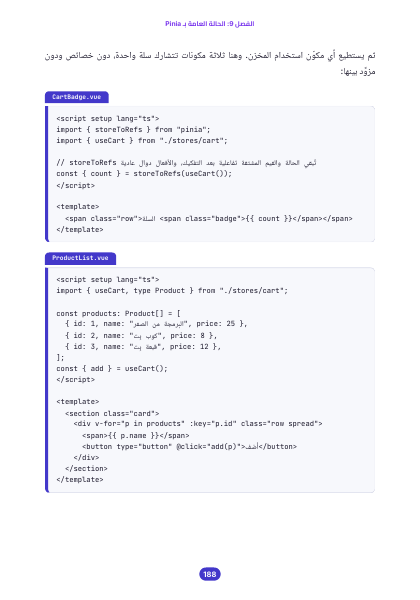 الفصل 9: الحالة العامة بـ Pinia
ثم يستطيع أي مكوّن استخدام المخزن. وهنا ثلاثة مكونات تتشارك سلة واحدة، دون خصائص ودون
مزوّد بينها:
CartBadge.vue
<script setup lang="ts">
import { storeToRefs } from "pinia";
import { useCart } from "./stores/cart";
// storeToRefs تُبقي الحالة والقيم المشتقة تفاعلية بعد التفكيك، والأفعال دوال عادية
const { count } = storeToRefs(useCart());
</script>
<template>
<span class="row">السلة <span class="badge">{{ count }}</span></span>
</template>
ProductList.vue
<script setup lang="ts">
import { useCart, type Product } from "./stores/cart";
const products: Product[] = [
{ id: 1, name: "البرمجة من الصفر", price: 25 },
{ id: 2, name: "كوب بِت", price: 8 },
{ id: 3, name: "قبعة بِت", price: 12 },
];
const { add } = useCart();
</script>
<template>
<section class="card">
<div v-for="p in products" :key="p.id" class="row spread">
<span>{{ p.name }}</span>
<button type="button" @click="add(p)">أضف</button>
</div>
</section>
</template>
188